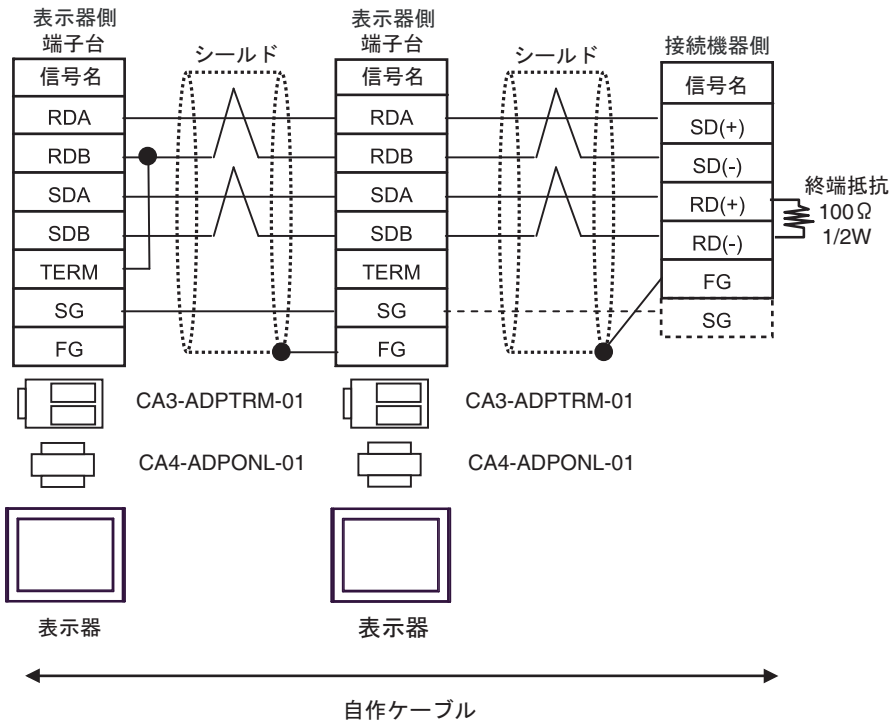 表示器側
端子台
信号名
RDA
RDB
SDA
SDB
TERM
SG
FG
シールド
表示器側
端子台
信号名
RDA
RDB
SDA
SDB
TERM
SG
FG
シールド
接続機器側
信号名
SD(+)
SD(-)
RD(+)
RD(-)
FG
SG
終端抵抗
100Ω
1/2W
CA3-ADPTRM-01
CA3-ADPTRM-01
CA4-ADPONL-01
CA4-ADPONL-01
表示器
表示器
自作ケーブル